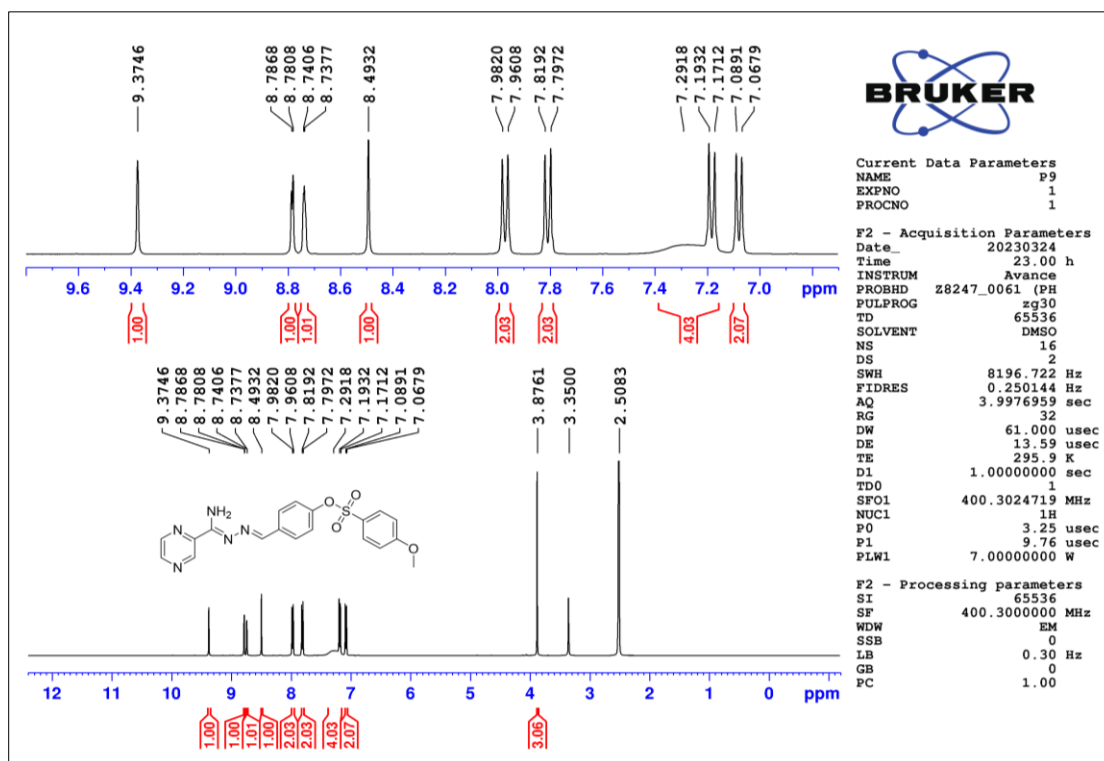 9.3746
8.7868
8.7808
8.7406
8.7377
8.4932
7.9820
7.9608
7.8192
7.7972
7.2918
7.1932
7.1712
7.0891
7.0679
9.6 9.4 9.2 9.0 8.8 8.6 8.4 8.2 8.0 7.8 7.6 7.4 7.2 7.0 ppm
1.00
1.00
1.01
1.00
2.03
2.03
4.03
2.07
9.3746
8.7868
8.7808
8.7406
8.7377
8.4932
7.9820
7.9608
7.8192
7.7972
7.2918
7.1932
7.1712
7.0891
7.0679
3.8761
3.3500
2.5083
NH2
N
N
N
N
O
O
S
O
O
12 11 10 9 8 7 6 5 4 3 2 1 0 ppm
1.00
1.00
1.01
1.00
2.03
2.03
4.03
2.07
3.06
BRUKER
Current Data Parameters
NAME P9
EXPNO 1
PROCNO 1
F2 - Acquisition Parameters
Date_ 20230324
Time 23.00 h
INSTRUM Avance
PROBHD Z8247_0061 (PH
PULPROG zg30
TD 65536
SOLVENT DMSO
NS 16
DS 2
SWH 8196.722 Hz
FIDRES 0.250144 Hz
AQ 3.9976959 sec
RG 32
DW 61.000 usec
DE 13.59 usec
TE 295.9 K
D1 1.00000000 sec
TD0 1
SFO1 400.3024719 MHz
NUC1 1H
P0 3.25 usec
P1 9.76 usec
PLW1 7.00000000 W
F2 - Processing parameters
SI 65536
SF 400.3000000 MHz
WDW EM
SSB 0
LB 0.30 Hz
GB 0
PC 1.00